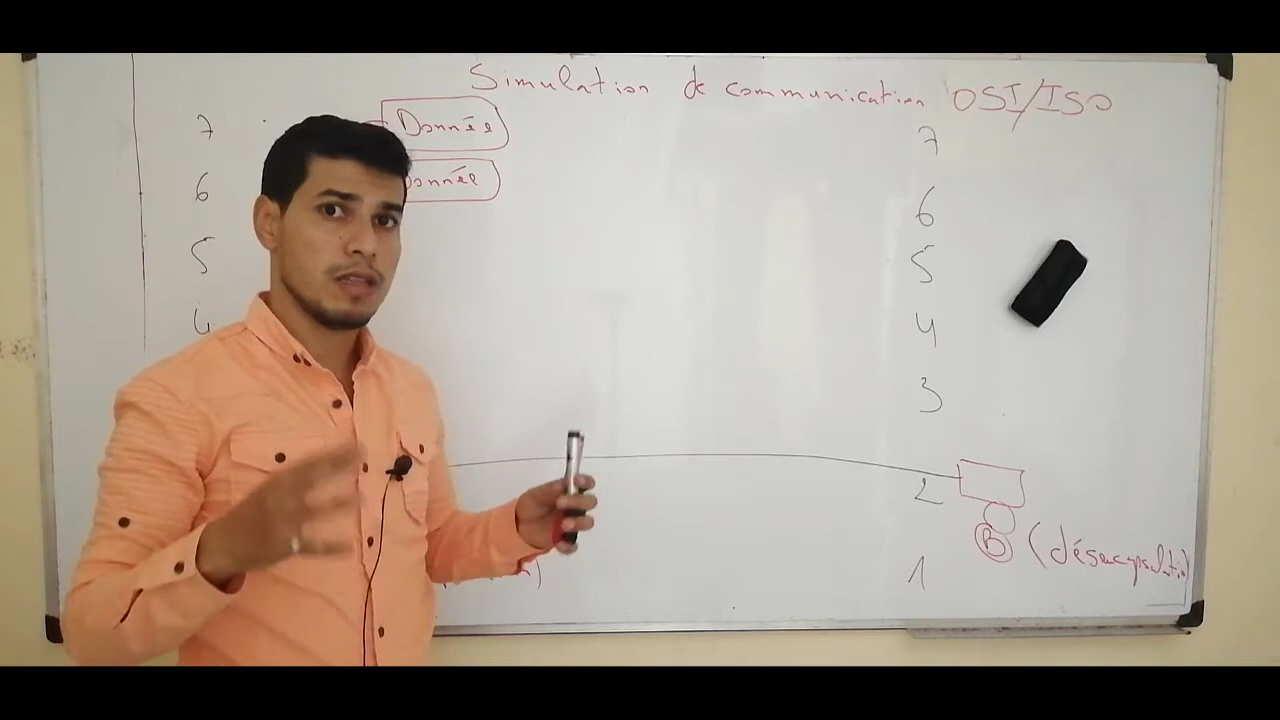 Simulation de communication OSI/ISO
7 Donnée 7
6 Donnée 6
5 5
4 4
3
2
B (désencapsulation)
1